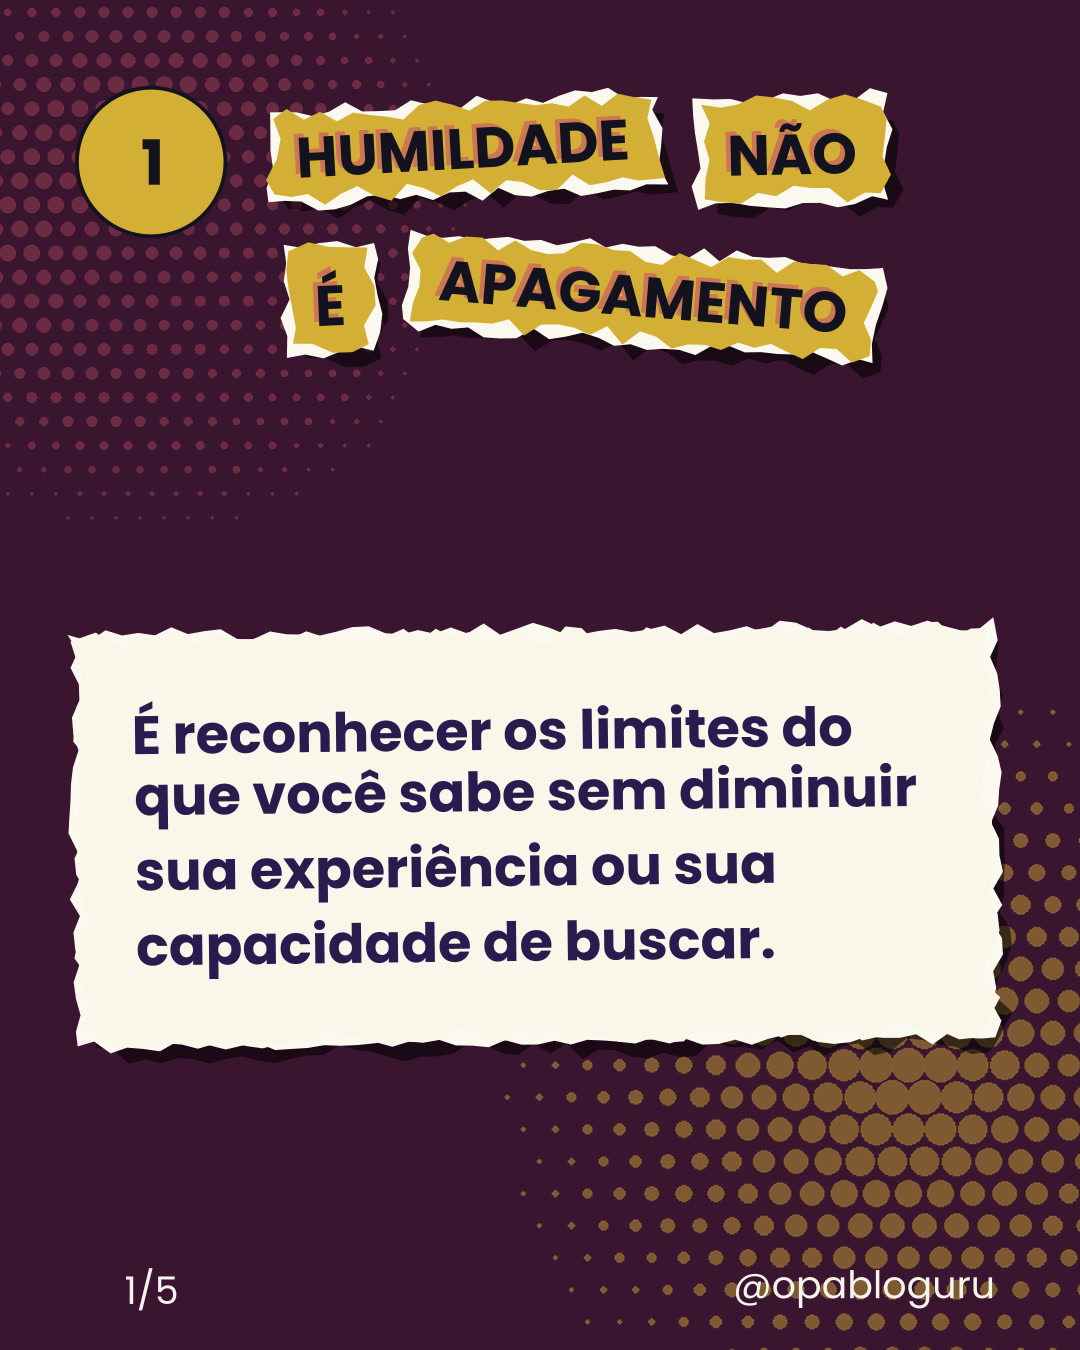 1
HUMILDADE NÃO
É APAGAMENTO
É reconhecer os limites do
que você sabe sem diminuir
sua experiência ou sua
capacidade de buscar.
1/5
@opabloguru